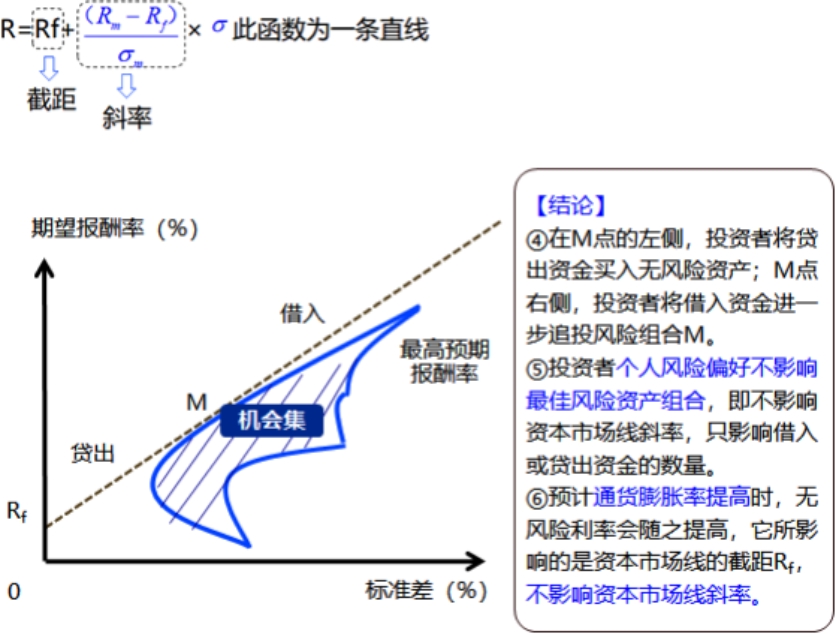 R=Rf+(Rm−Rf)/σm×σ 此函数为一条直线
截距
斜率
期望报酬率（%）
借入
最高预期
报酬率
M
机会集
贷出
Rf
0
标准差（%）
【结论】
④在M点的左侧，投资者将贷
出资金买入无风险资产；M点
右侧，投资者将借入资金进一
步追投风险组合M。
⑤投资者个人风险偏好不影响
最佳风险资产组合，即不影响
资本市场线斜率，只影响借入
或贷出资金的数量。
⑥预计通货膨胀率提高时，无
风险利率会随之提高，它所影
响的是资本市场线的截距Rf，
不影响资本市场线斜率。